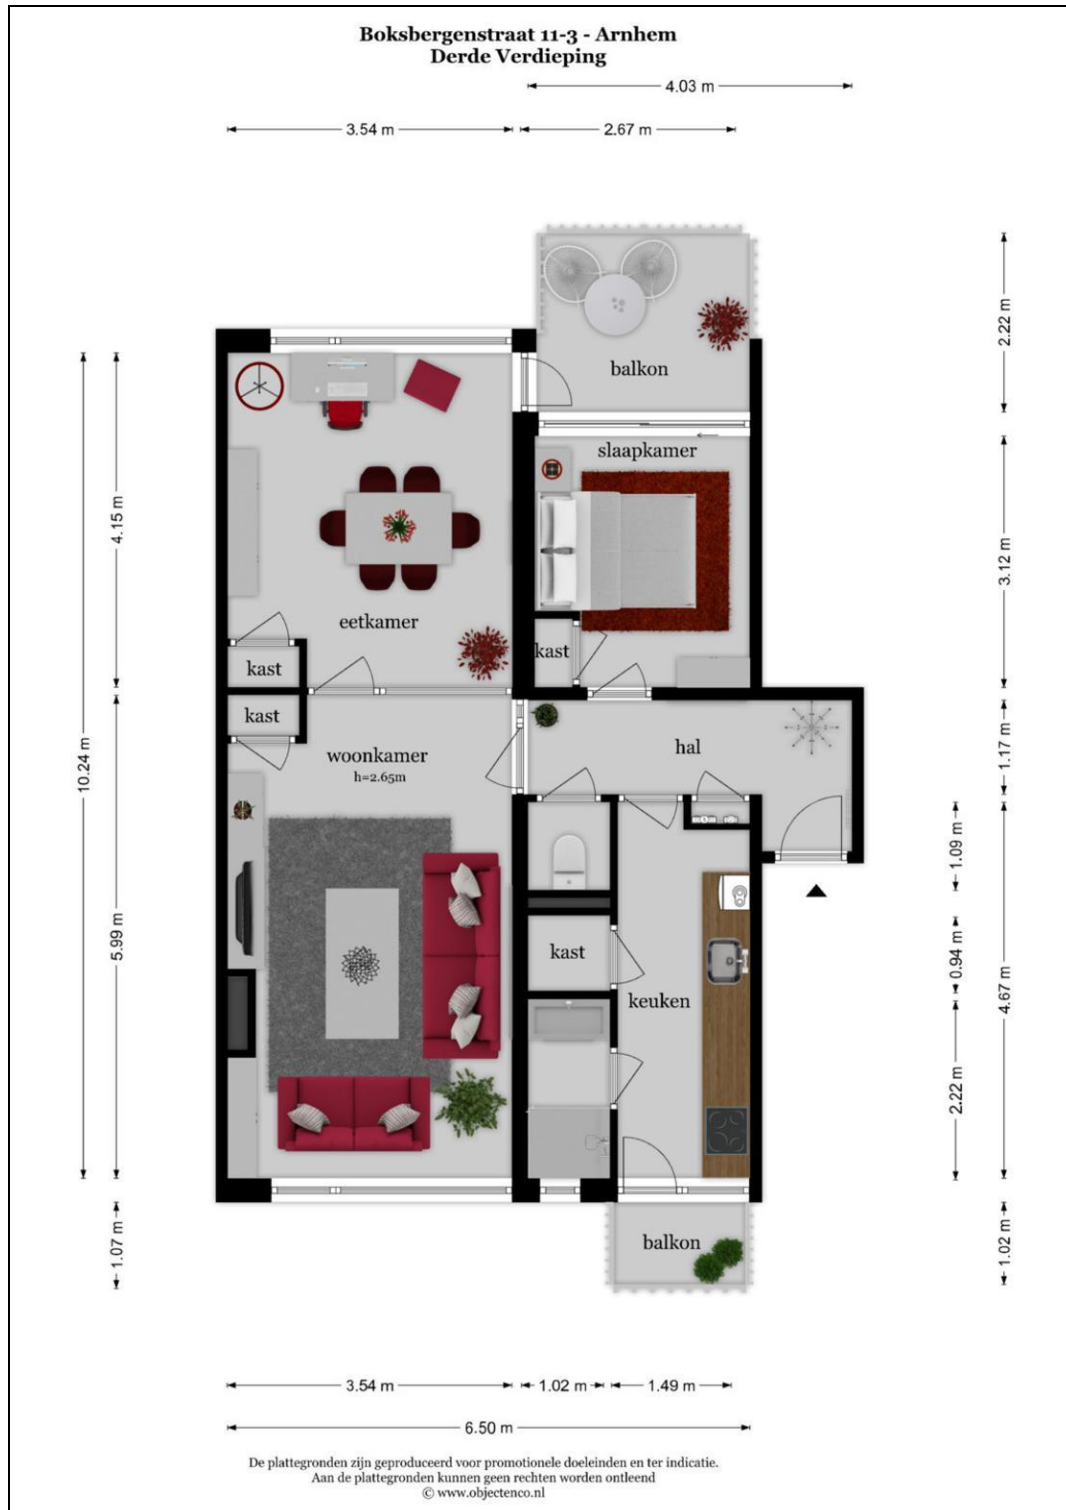 Boksbergenstraat 11-3 - Arnhem
Derde Verdieping
4.03 m
3.54 m
2.67 m
2.22 m
balkon
slaapkamer
4.15 m
3.12 m
eetkamer
kast
kast
kast
woonkamer
h=2.65m
hal
1.17 m
10.24 m
1.09 m
5.99 m
kast
0.94 m
keuken
4.67 m
2.22 m
balkon
1.07 m
1.02 m
3.54 m
1.02 m
1.49 m
6.50 m
De plattegronden zijn geproduceerd voor promotionele doeleinden en ter indicatie.
Aan de plattegronden kunnen geen rechten worden ontleend
© www.objectenco.nl